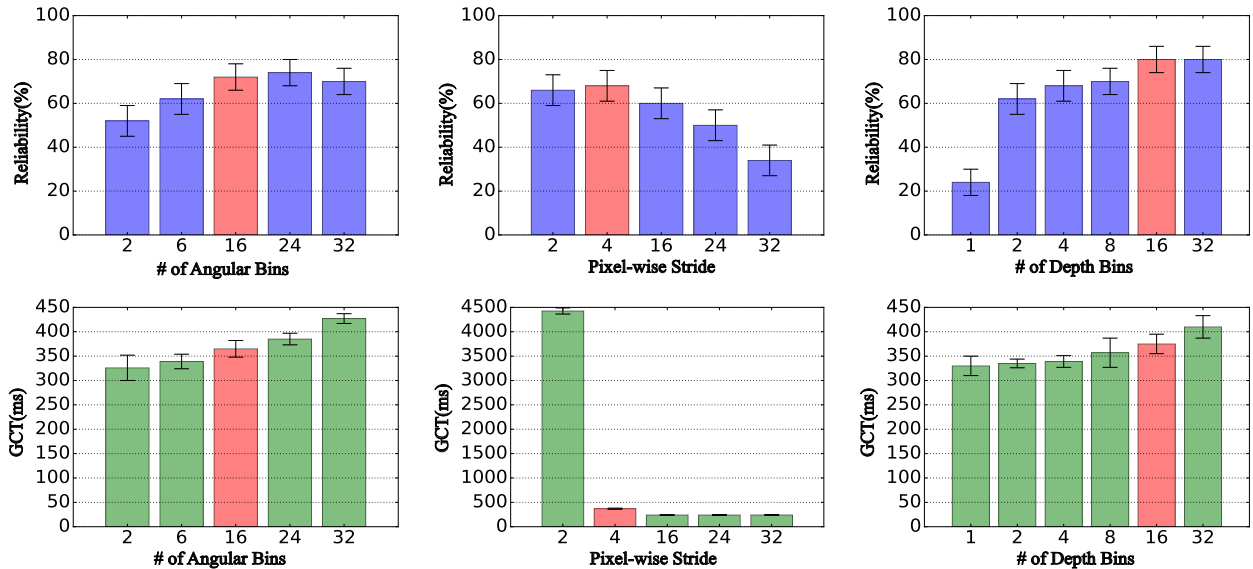 100
80
60
40
20
0
Reliability(%)
2 6 16 24 32
# of Angular Bins
100
80
60
40
20
0
Reliability(%)
2 4 16 24 32
Pixel-wise Stride
100
80
60
40
20
0
Reliability(%)
1 2 4 8 16 32
# of Depth Bins
450
400
350
300
250
200
150
100
50
0
GCT(ms)
2 6 16 24 32
# of Angular Bins
4500
4000
3500
3000
2500
2000
1500
1000
500
0
GCT(ms)
2 4 16 24 32
Pixel-wise Stride
450
400
350
300
250
200
150
100
50
0
GCT(ms)
1 2 4 8 16 32
# of Depth Bins